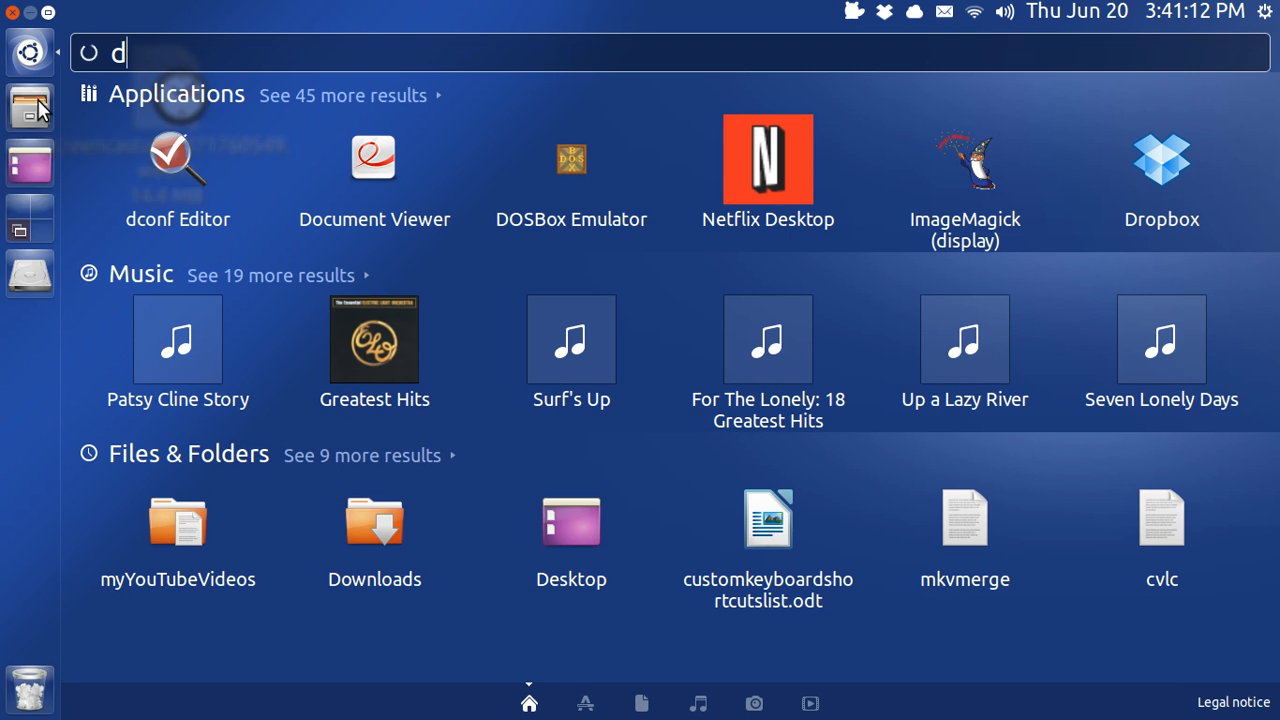 Thu Jun 20 3:41:12 PM
d
Applications See 45 more results
dconf Editor
Document Viewer
DOSBox Emulator
Netflix Desktop
ImageMagick
(display)
Dropbox
Music See 19 more results
Patsy Cline Story
Greatest Hits
Surf's Up
For The Lonely: 18
Greatest Hits
Up a Lazy River
Seven Lonely Days
Files & Folders See 9 more results
myYouTubeVideos
Downloads
Desktop
customkeyboardsho
rtcutslist.odt
mkvmerge
cvlc
Legal notice